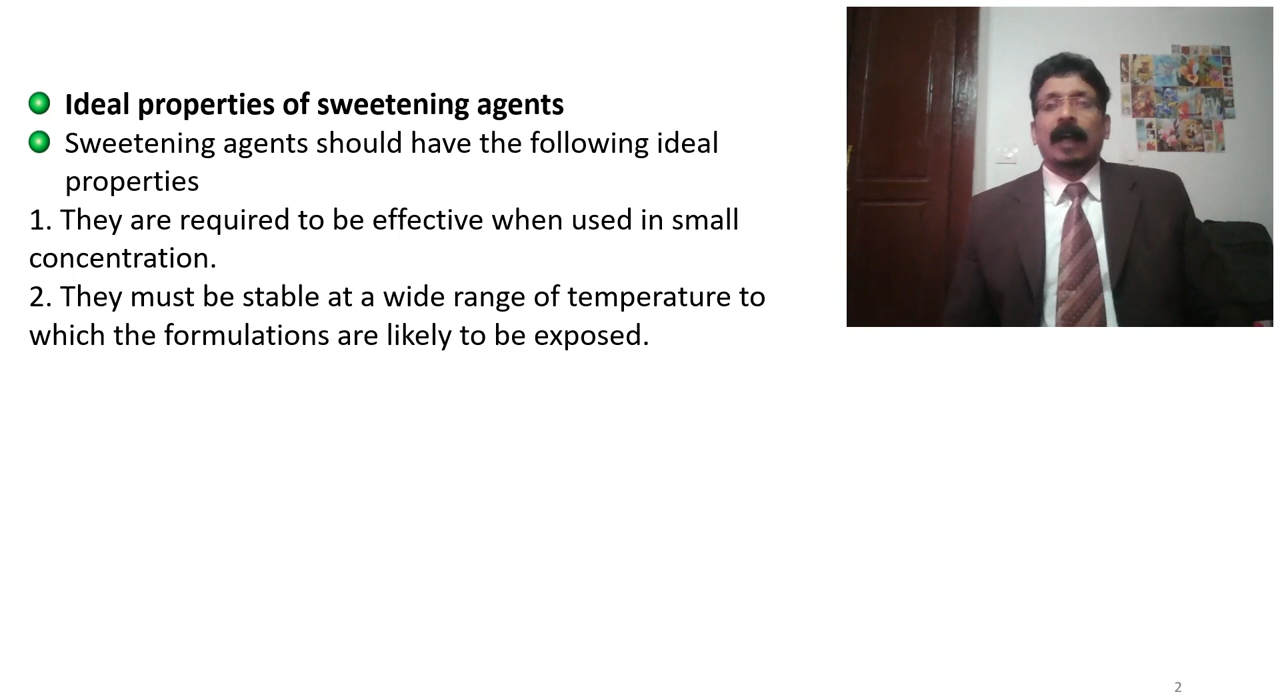 Ideal properties of sweetening agents
Sweetening agents should have the following ideal
properties
1. They are required to be effective when used in small
concentration.
2. They must be stable at a wide range of temperature to
which the formulations are likely to be exposed.
2